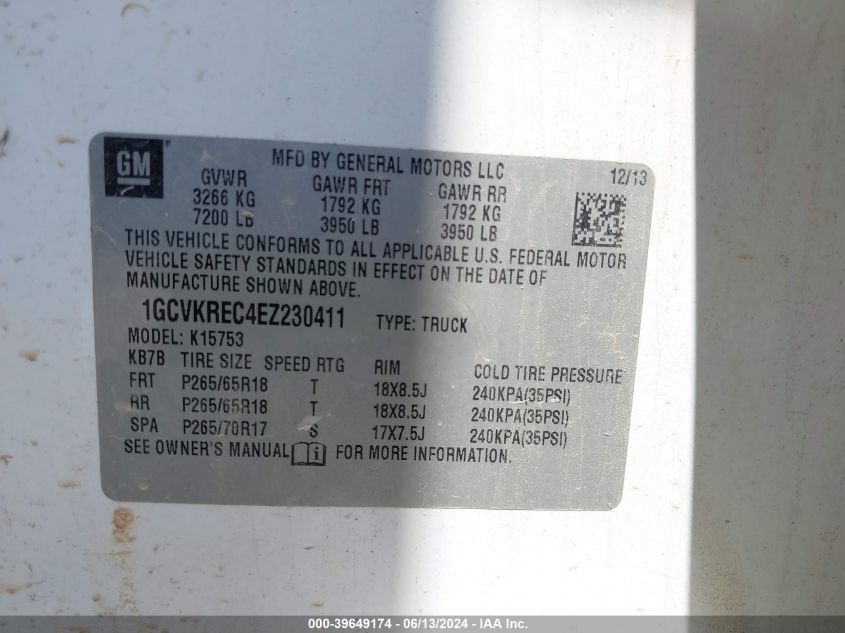 GM ®
MFD BY GENERAL MOTORS LLC 12/13
GVWR GAWR FRT GAWR RR
3266 KG 1792 KG 1792 KG
7200 LB 3950 LB 3950 LB
THIS VEHICLE CONFORMS TO ALL APPLICABLE U.S. FEDERAL MOTOR
VEHICLE SAFETY STANDARDS IN EFFECT ON THE DATE OF
MANUFACTURE SHOWN ABOVE.
1GCVKREC4EZ230411 TYPE: TRUCK
MODEL: K15753
KB7B TIRE SIZE SPEED RTG RIM COLD TIRE PRESSURE
FRT P265/65R18 T 18X8.5J 240KPA(35PSI)
RR P265/65R18 T 18X8.5J 240KPA(35PSI)
SPA P265/70R17 S 17X7.5J 240KPA(35PSI)
SEE OWNER'S MANUAL FOR MORE INFORMATION.
000-39649174 - 06/13/2024 - IAA Inc.